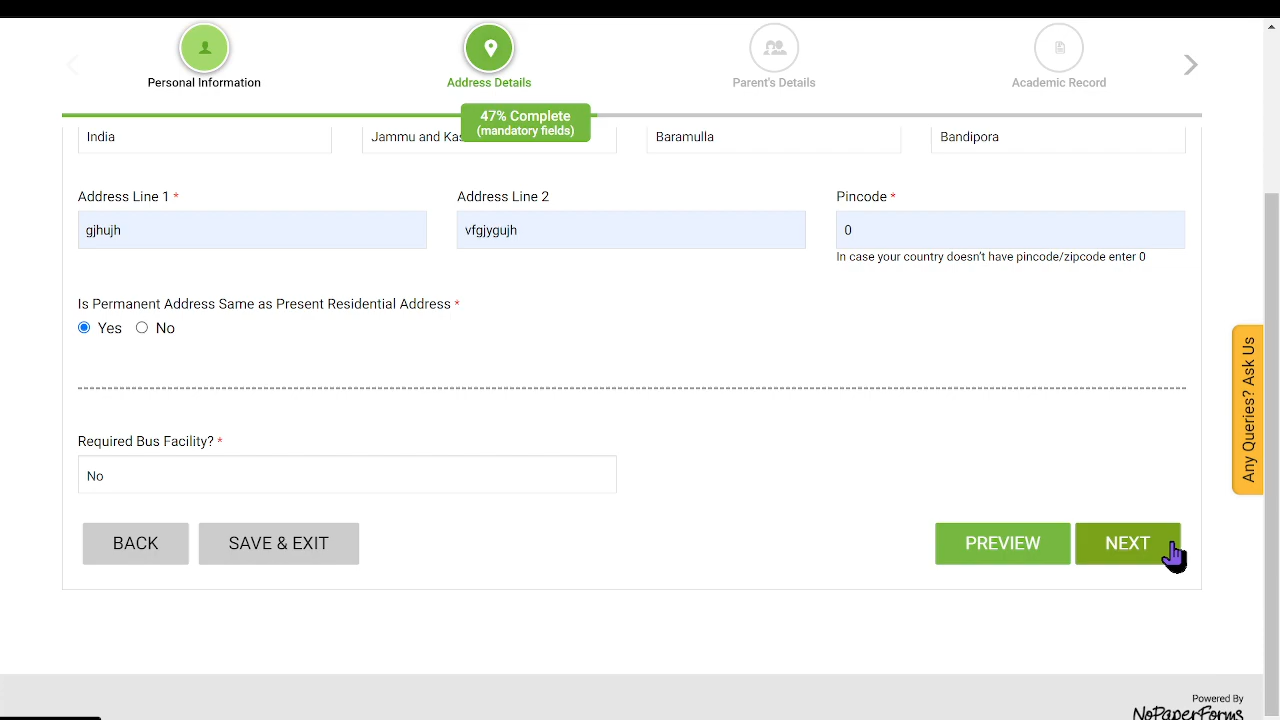 Personal Information
Address Details
Parent's Details
Academic Record
47% Complete
(mandatory fields)
India
Jammu and Kas
Baramulla
Bandipora
Address Line 1 *
Address Line 2
Pincode *
gjhujh
vfgjygujh
0
In case your country doesn't have pincode/zipcode enter 0
Is Permanent Address Same as Present Residential Address *
Yes
No
Required Bus Facility? *
No
BACK
SAVE & EXIT
PREVIEW
NEXT
Any Queries? Ask Us
Powered By
NoPaperForms